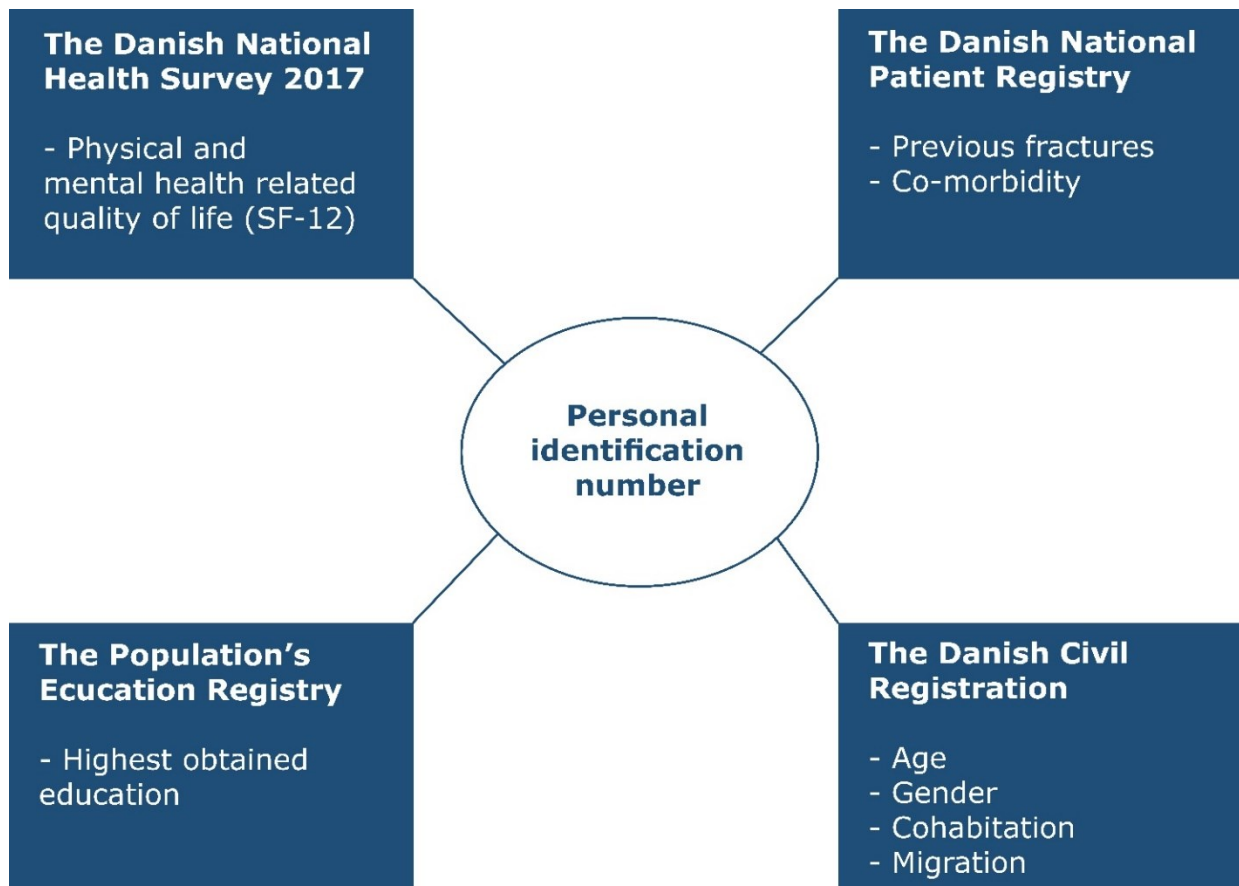 The Danish National
Health Survey 2017
- Physical and
mental health related
quality of life (SF-12)
The Danish National
Patient Registry
- Previous fractures
- Co-morbidity
Personal
identification
number
The Population’s
Ecucation Registry
- Highest obtained
education
The Danish Civil
Registration
- Age
- Gender
- Cohabitation
- Migration